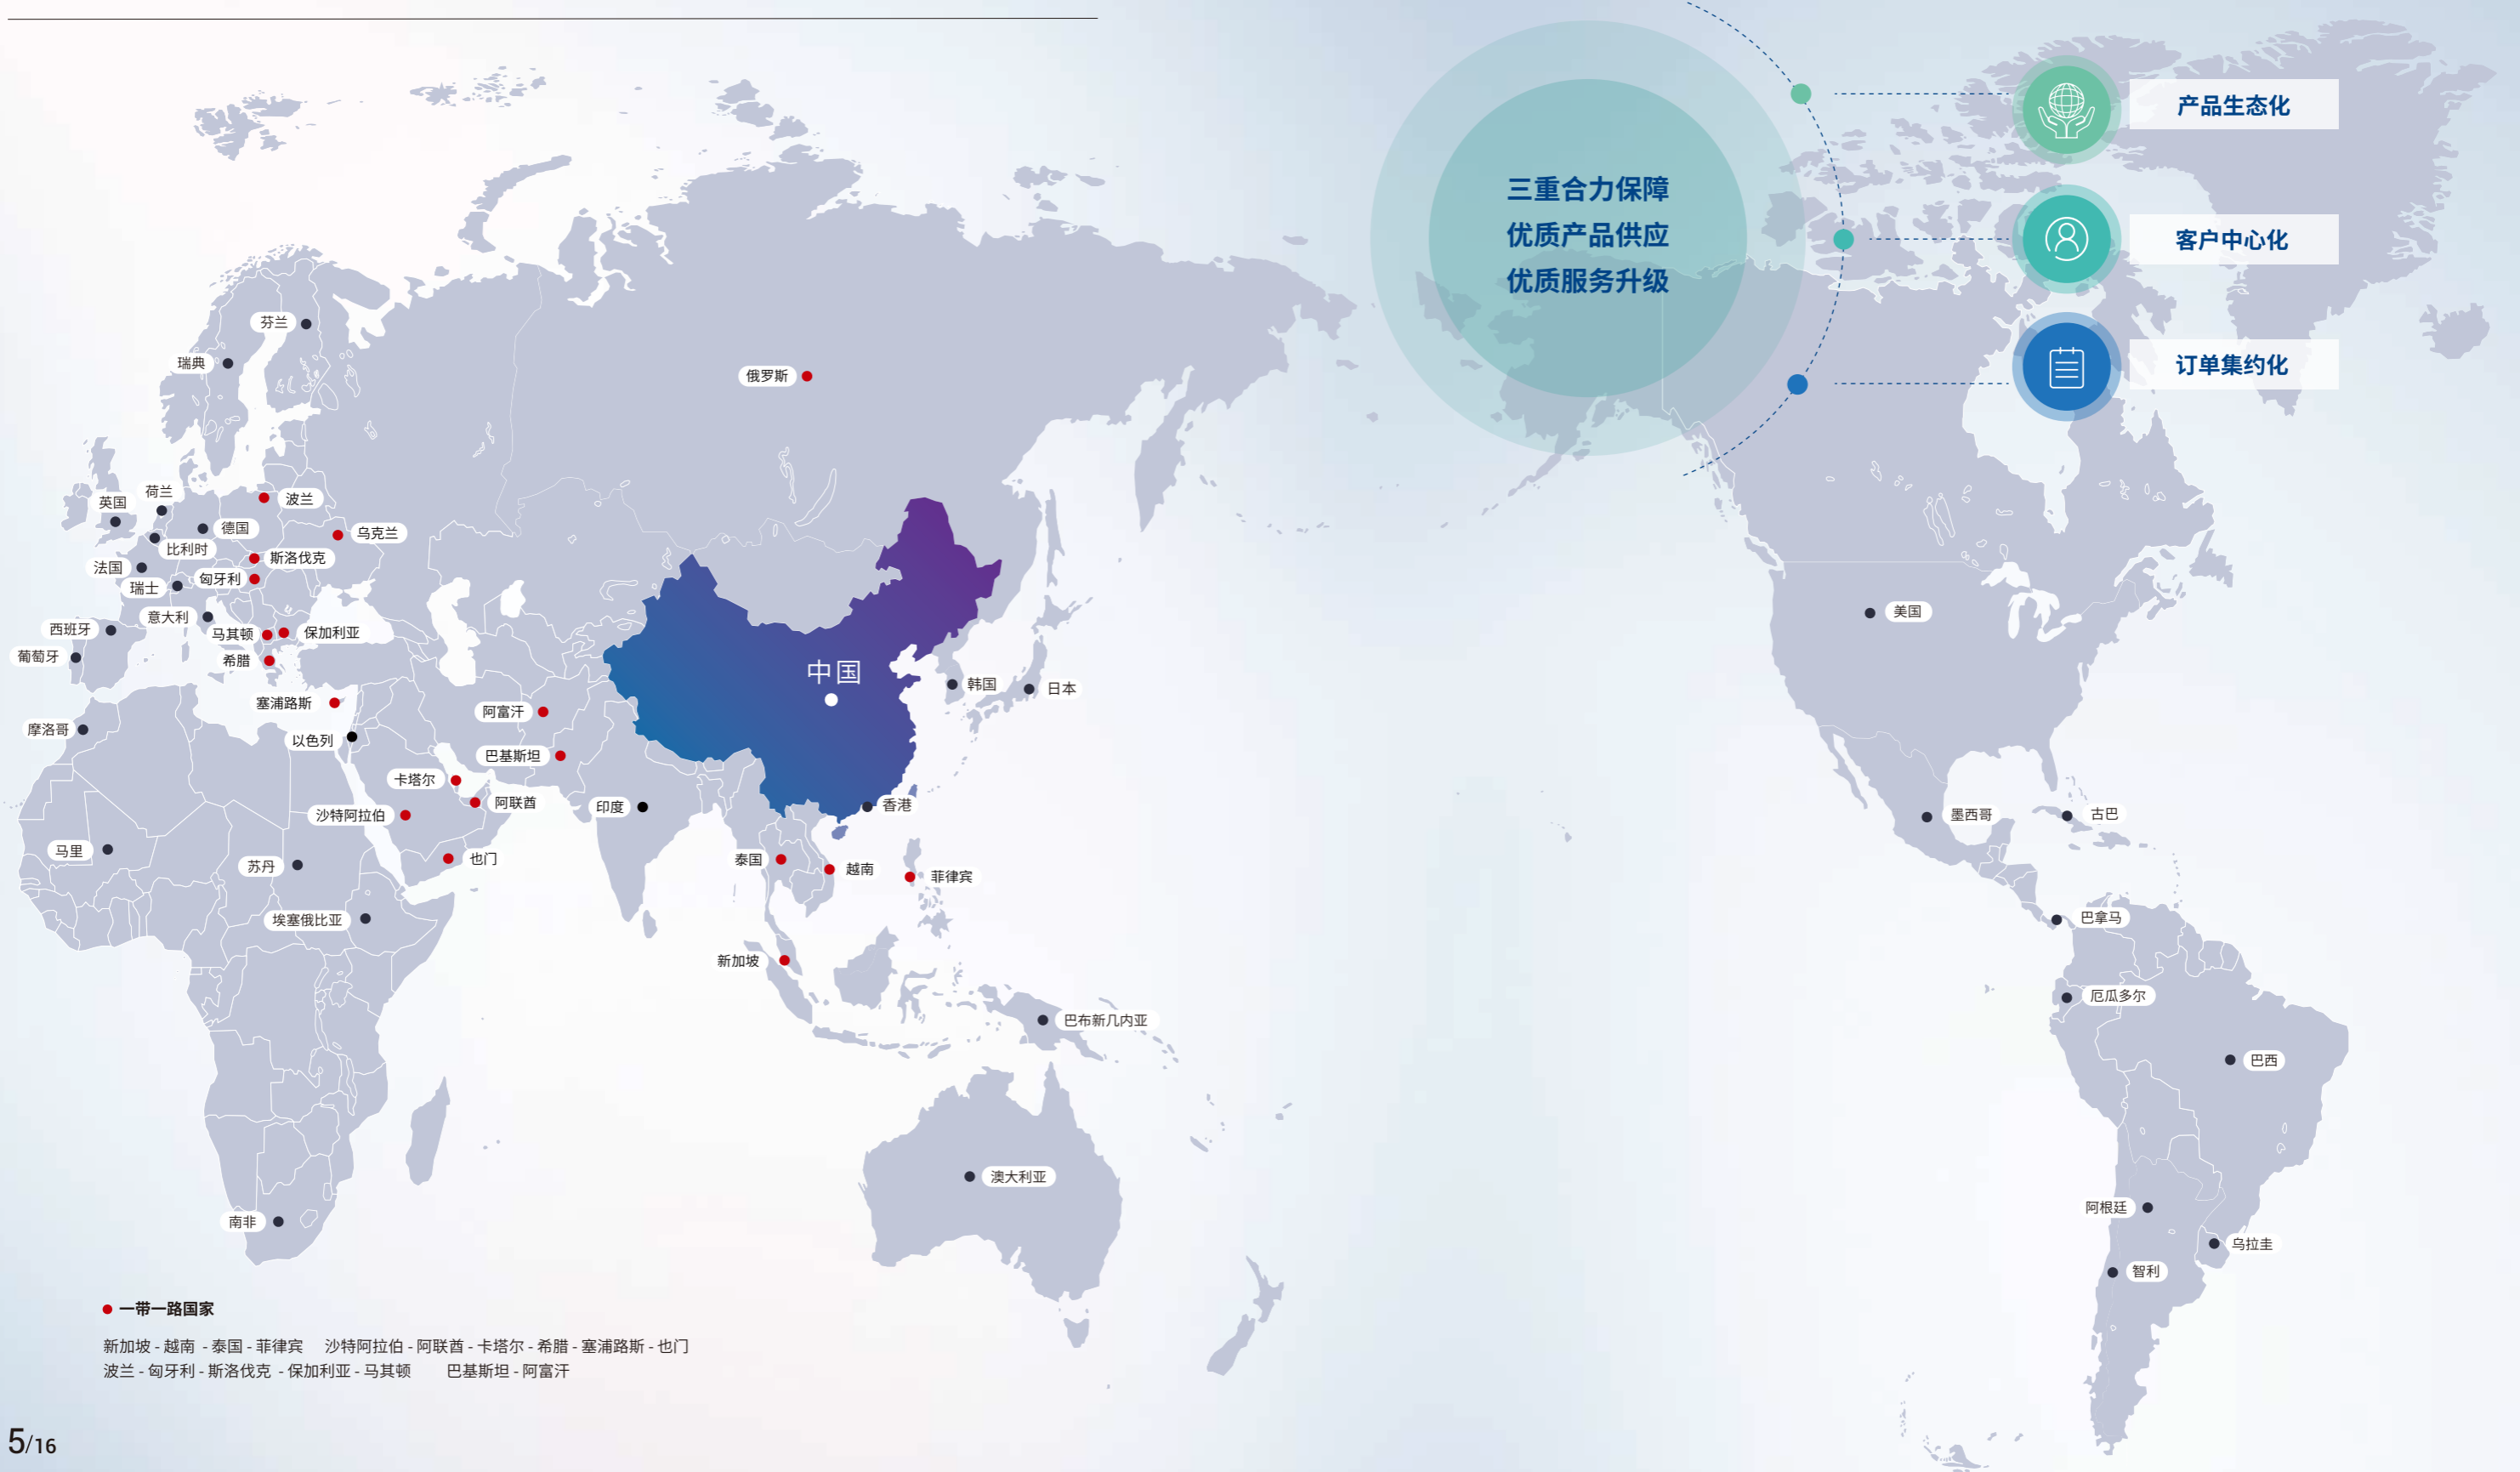 三重合力保障
优质产品供应
优质服务升级
产品生态化
客户中心化
订单集约化
芬兰
瑞典
俄罗斯
荷兰
英国
波兰
德国
乌克兰
比利时
斯洛伐克
法国
匈牙利
瑞士
意大利
西班牙
马其顿
保加利亚
葡萄牙
希腊
塞浦路斯
摩洛哥
以色列
阿富汗
巴基斯坦
卡塔尔
阿联酋
沙特阿拉伯
印度
马里
苏丹
也门
埃塞俄比亚
南非
中国
韩国
日本
香港
泰国
越南
菲律宾
新加坡
巴布新几内亚
澳大利亚
美国
墨西哥
古巴
巴拿马
厄瓜多尔
巴西
阿根廷
乌拉圭
智利
一带一路国家
新加坡 - 越南 - 泰国 - 菲律宾 沙特阿拉伯 - 阿联酋 - 卡塔尔 - 希腊 - 塞浦路斯 - 也门
波兰 - 匈牙利 - 斯洛伐克 - 保加利亚 - 马其顿 巴基斯坦 - 阿富汗
5/16